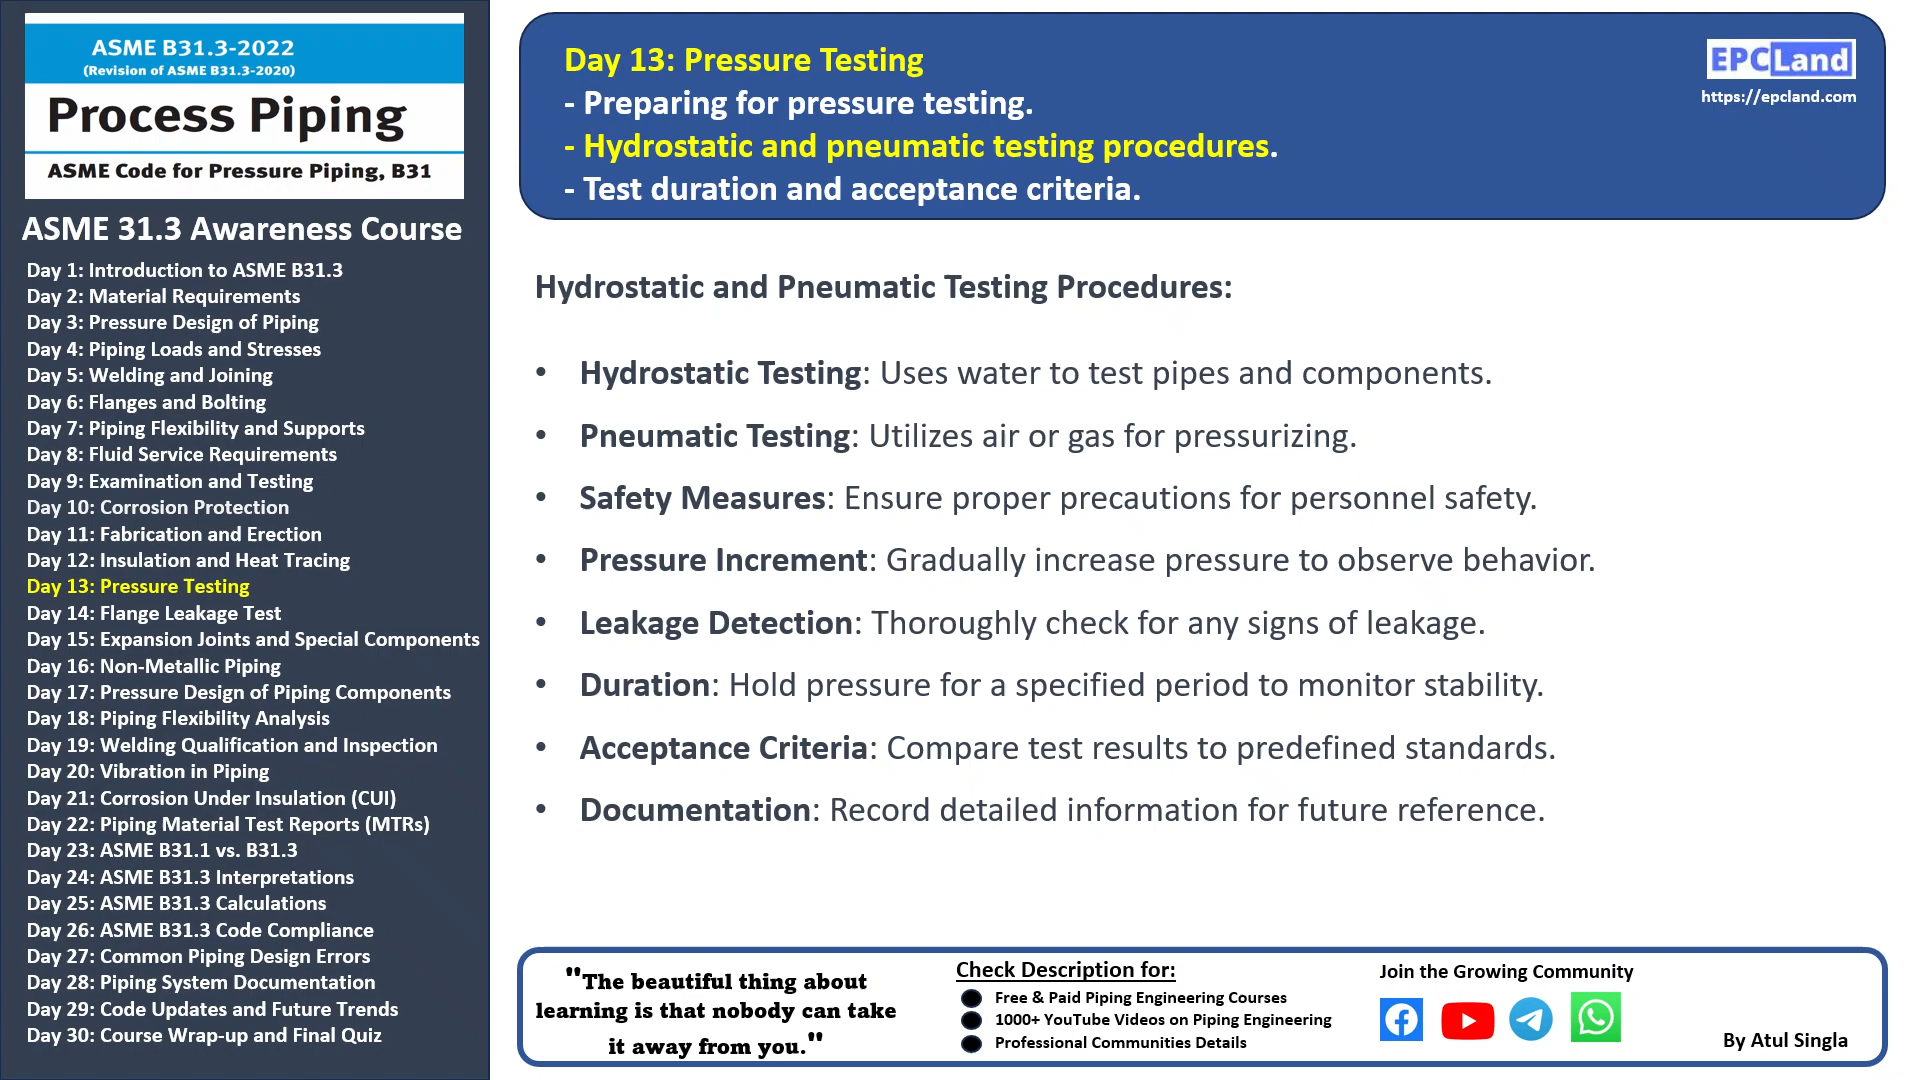 ASME B31.3-2022
(Revision of ASME B31.3-2020)
Process Piping
ASME Code for Pressure Piping, B31
ASME 31.3 Awareness Course
Day 1: Introduction to ASME B31.3
Day 2: Material Requirements
Day 3: Pressure Design of Piping
Day 4: Piping Loads and Stresses
Day 5: Welding and Joining
Day 6: Flanges and Bolting
Day 7: Piping Flexibility and Supports
Day 8: Fluid Service Requirements
Day 9: Examination and Testing
Day 10: Corrosion Protection
Day 11: Fabrication and Erection
Day 12: Insulation and Heat Tracing
Day 13: Pressure Testing
Day 14: Flange Leakage Test
Day 15: Expansion Joints and Special Components
Day 16: Non-Metallic Piping
Day 17: Pressure Design of Piping Components
Day 18: Piping Flexibility Analysis
Day 19: Welding Qualification and Inspection
Day 20: Vibration in Piping
Day 21: Corrosion Under Insulation (CUI)
Day 22: Piping Material Test Reports (MTRs)
Day 23: ASME B31.1 vs. B31.3
Day 24: ASME B31.3 Interpretations
Day 25: ASME B31.3 Calculations
Day 26: ASME B31.3 Code Compliance
Day 27: Common Piping Design Errors
Day 28: Piping System Documentation
Day 29: Code Updates and Future Trends
Day 30: Course Wrap-up and Final Quiz
Day 13: Pressure Testing
- Preparing for pressure testing.
- Hydrostatic and pneumatic testing procedures.
- Test duration and acceptance criteria.
EPCLand
https://epcland.com
Hydrostatic and Pneumatic Testing Procedures:
• Hydrostatic Testing: Uses water to test pipes and components.
• Pneumatic Testing: Utilizes air or gas for pressurizing.
• Safety Measures: Ensure proper precautions for personnel safety.
• Pressure Increment: Gradually increase pressure to observe behavior.
• Leakage Detection: Thoroughly check for any signs of leakage.
• Duration: Hold pressure for a specified period to monitor stability.
• Acceptance Criteria: Compare test results to predefined standards.
• Documentation: Record detailed information for future reference.
"The beautiful thing about
learning is that nobody can take
it away from you."
Check Description for:
● Free & Paid Piping Engineering Courses
● 1000+ YouTube Videos on Piping Engineering
● Professional Communities Details
Join the Growing Community
By Atul Singla